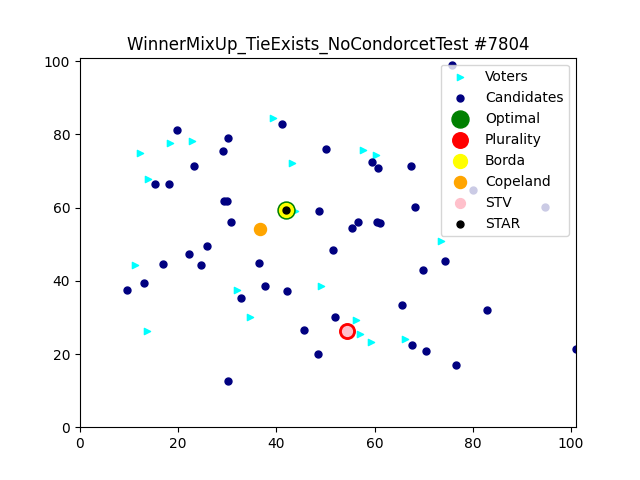 WinnerMixUp_TieExists_NoCondorcetTest #7804
100
80
60
40
20
0
0 20 40 60 80 100
Voters
Candidates
Optimal
Plurality
Borda
Copeland
STV
STAR